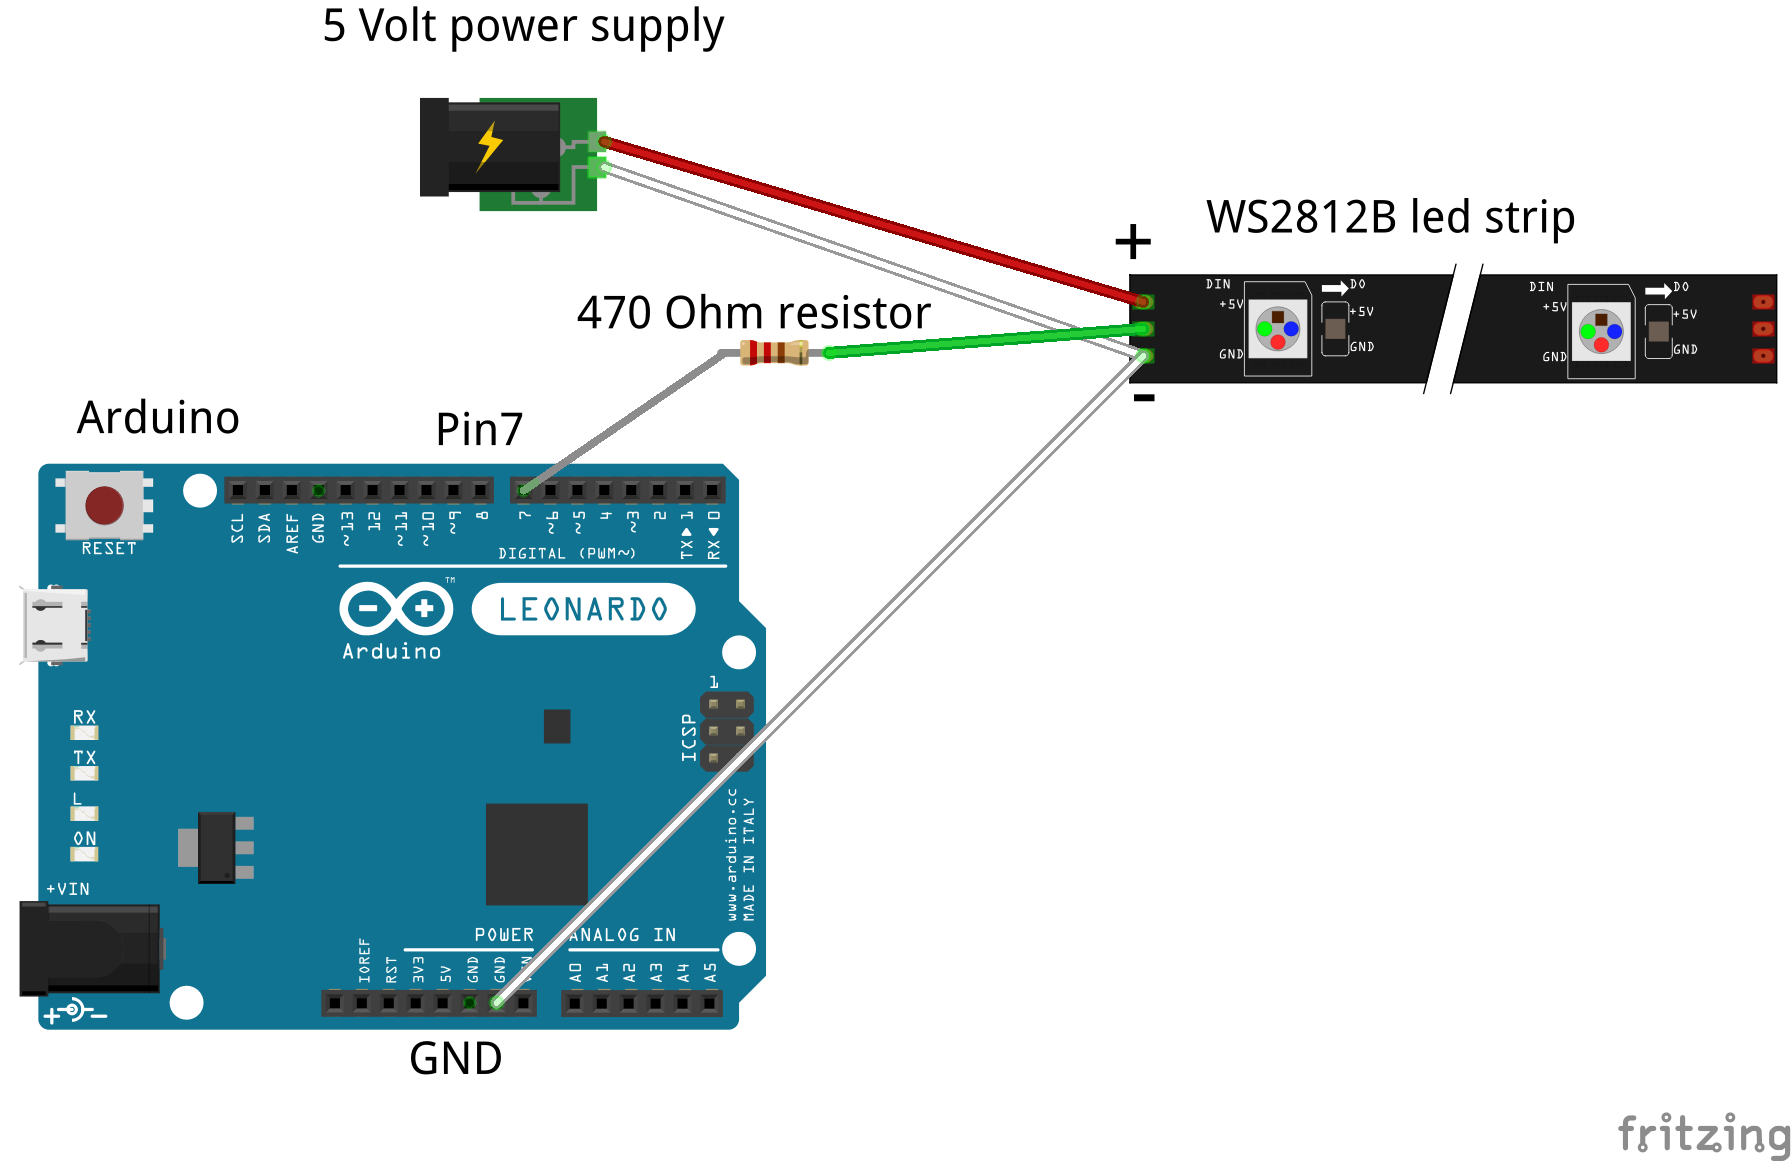 5 Volt power supply
WS2812B led strip
+
DIN
+5V
GND
DO
+5V
GND
DIN
+5V
GND
DO
+5V
GND
-
470 Ohm resistor
Arduino
Pin7
RESET
SCL
SDA
AREF
GND
~13
12
~11
~10
~9
8
7
~6
~5
4
~3
2
TX▶1
RX◀0
DIGITAL (PWM~)
TM
LEONARDO
Arduino
1
ICSP
RX
TX
L
ON
+VIN
www.arduino.cc
MADE IN ITALY
POWER
ANALOG IN
IOREF
RST
3V3
5V
GND
GND
A0
A1
A2
A3
A4
A5
+ -
GND
fritzing